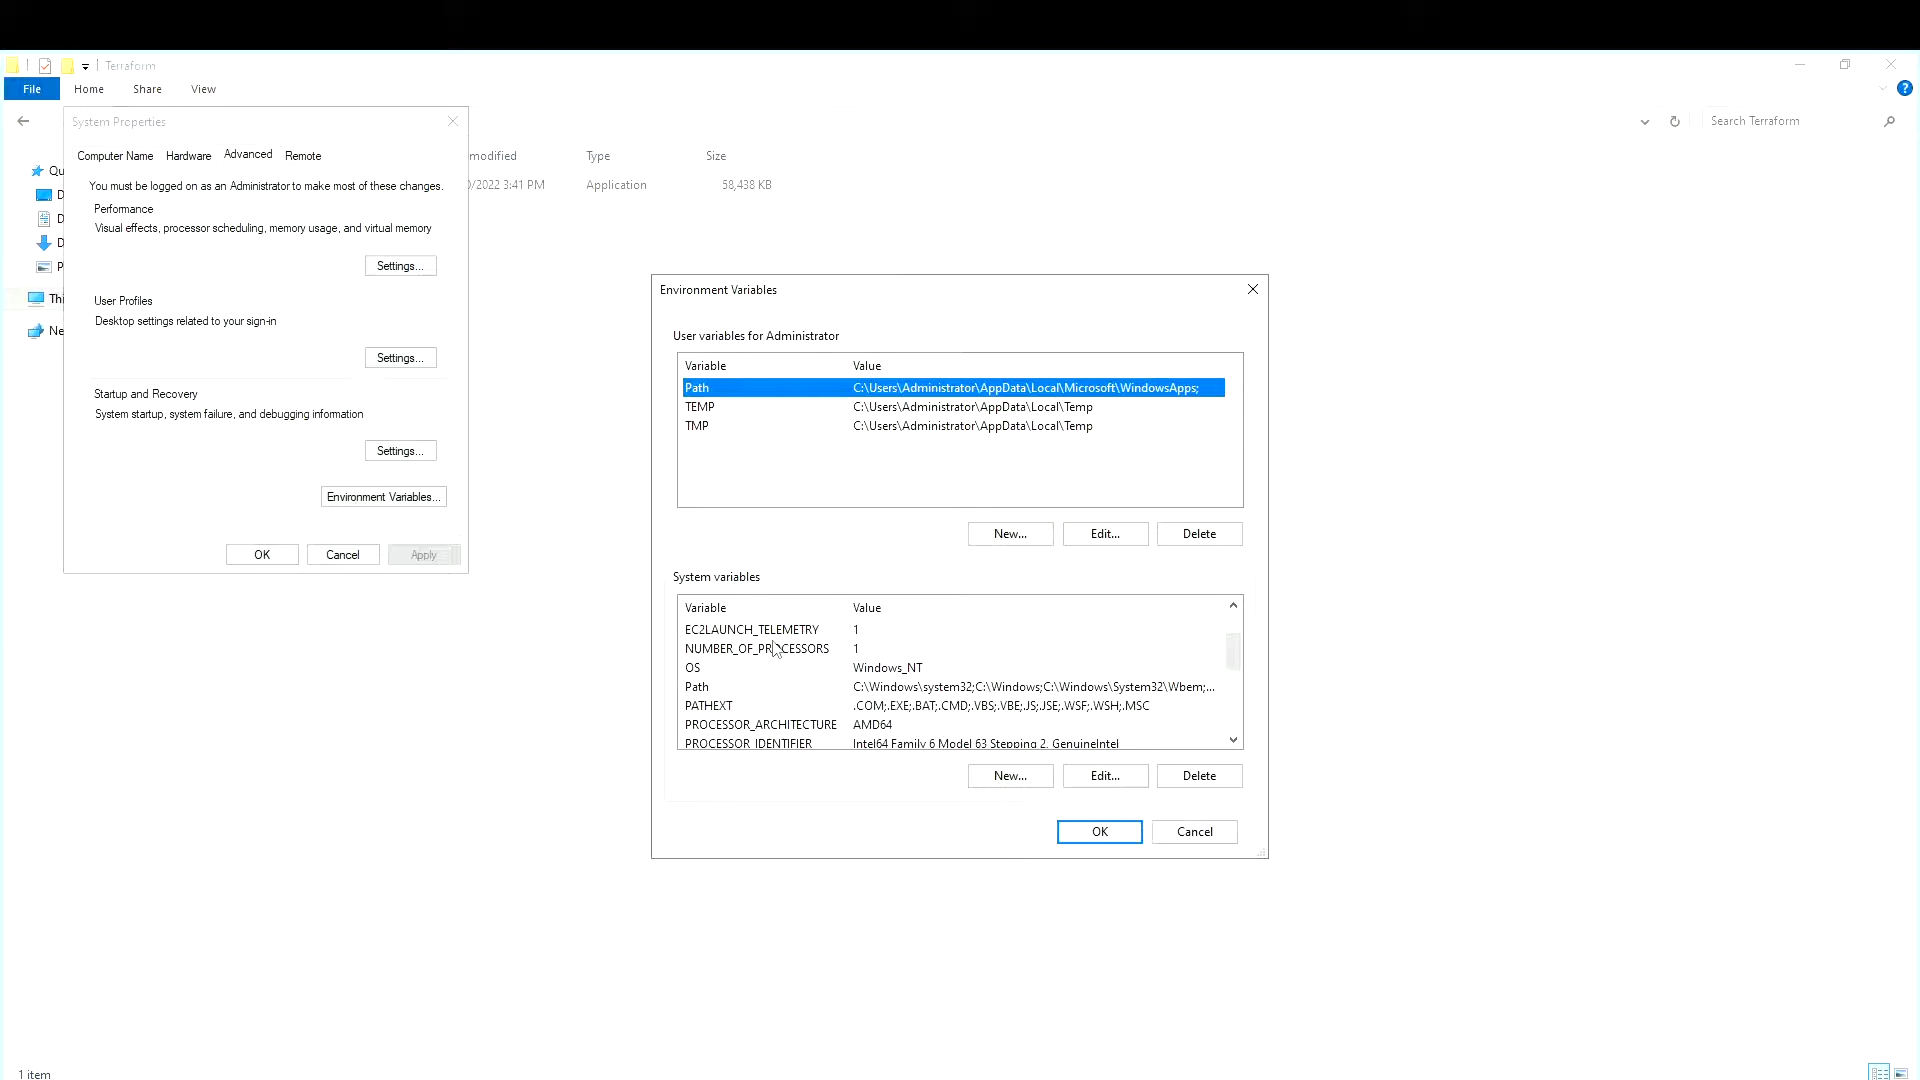 Terraform
File Home Share View
?
System Properties
Search Terraform
Computer Name Hardware Advanced Remote
modified Type Size
You must be logged on as an Administrator to make most of these changes.
0/2022 3:41 PM Application 58,438 KB
Qu
D
D
D
P
Thi
Ne
Performance
Visual effects, processor scheduling, memory usage, and virtual memory
Settings...
User Profiles
Desktop settings related to your sign-in
Settings...
Startup and Recovery
System startup, system failure, and debugging information
Settings...
Environment Variables...
OK Cancel Apply
Environment Variables
User variables for Administrator
Variable Value
Path C:\Users\Administrator\AppData\Local\Microsoft\WindowsApps;
TEMP C:\Users\Administrator\AppData\Local\Temp
TMP C:\Users\Administrator\AppData\Local\Temp
New... Edit... Delete
System variables
Variable Value
EC2LAUNCH_TELEMETRY 1
NUMBER_OF_PROCESSORS 1
OS Windows_NT
Path C:\Windows\system32;C:\Windows;C:\Windows\System32\Wbem;...
PATHEXT .COM;.EXE;.BAT;.CMD;.VBS;.VBE;.JS;.JSE;.WSF;.WSH;.MSC
PROCESSOR_ARCHITECTURE AMD64
PROCESSOR_IDENTIFIER Intel64 Family 6 Model 63 Stepping 2, GenuineIntel
New... Edit... Delete
OK Cancel
1 item